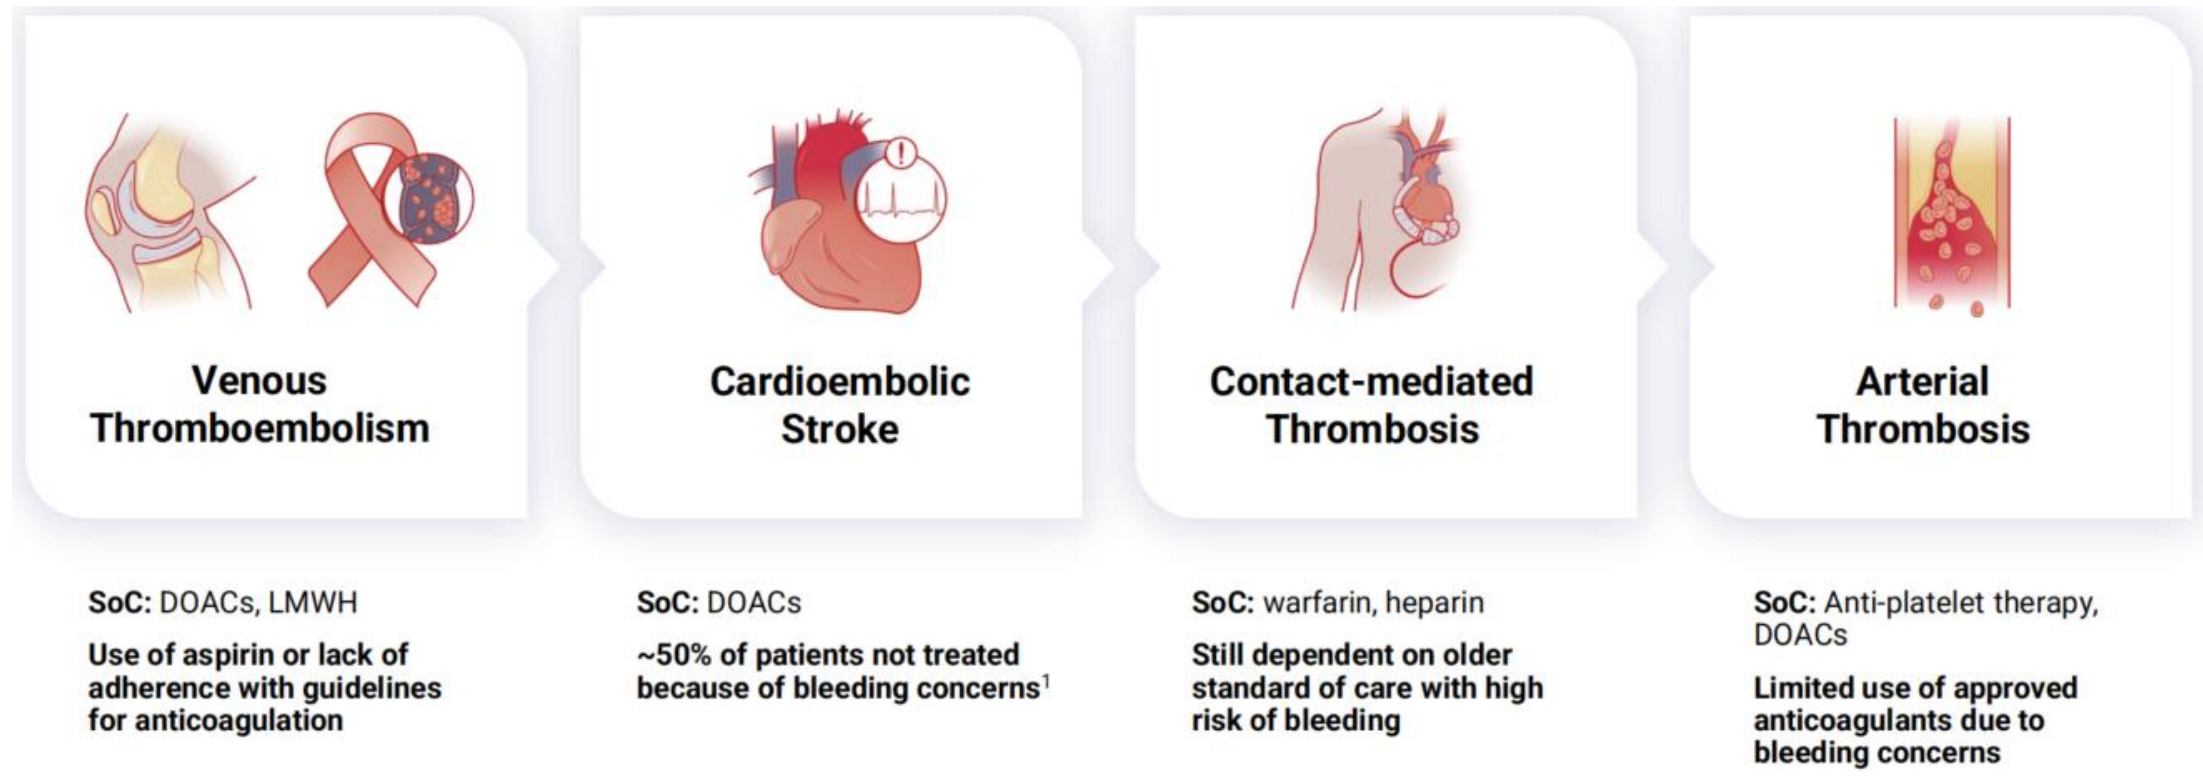 Venous
Thromboembolism
SoC: DOACs, LMWH
Use of aspirin or lack of
adherence with guidelines
for anticoagulation
Cardioembolic
Stroke
SoC: DOACs
~50% of patients not treated
because of bleeding concerns¹
Contact-mediated
Thrombosis
SoC: warfarin, heparin
Still dependent on older
standard of care with high
risk of bleeding
Arterial
Thrombosis
SoC: Anti-platelet therapy,
DOACs
Limited use of approved
anticoagulants due to
bleeding concerns